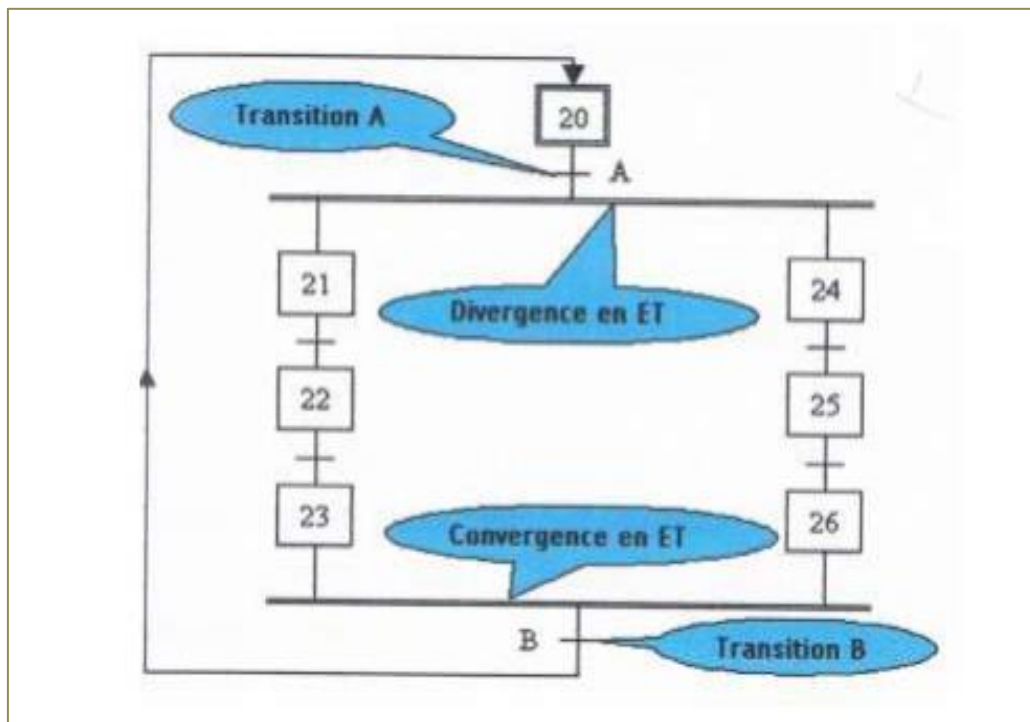 20
Transition A
A
21
24
Divergence en ET
22
25
23
26
Convergence en ET
B
Transition B